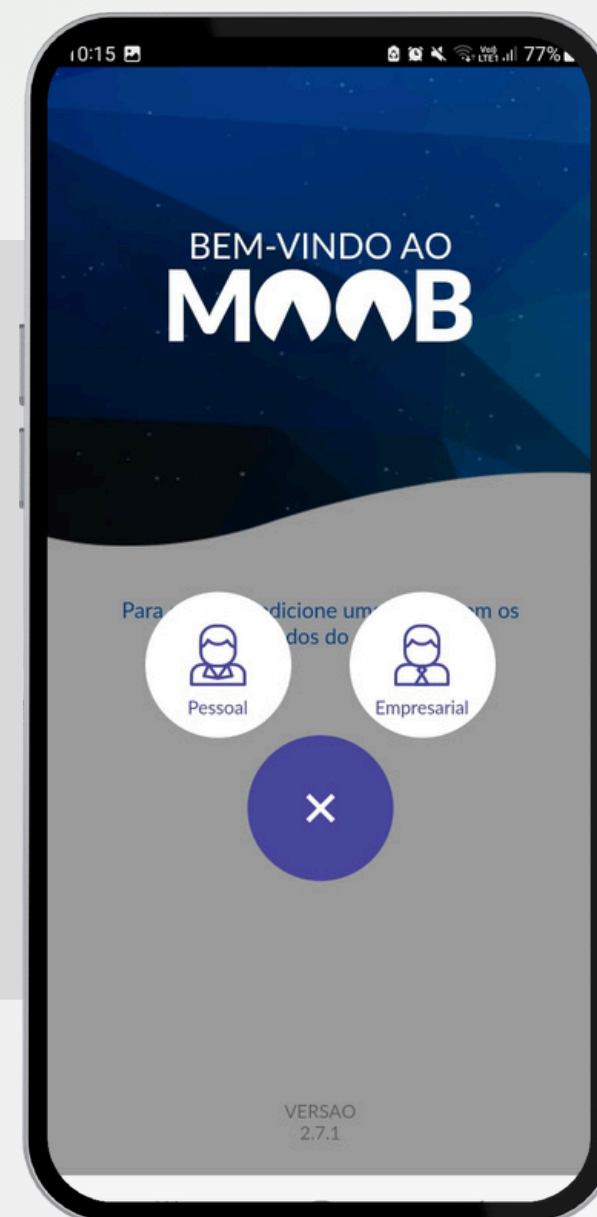 10:15
77%
BEM-VINDO AO
MOOB
Para dicione um os
dos do
Pessoal
Empresarial
×
VERSAO
2.7.1